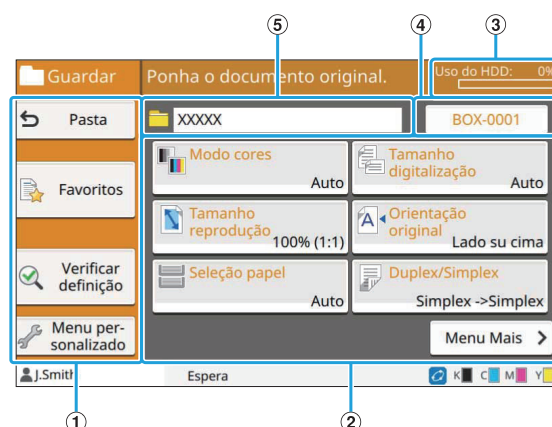 5 4 3
Guardar Ponha o documento original. Uso do HDD: 0%
Pasta XXXXX BOX-0001
Modo cores Auto
Tamanho digitalização Auto
Favoritos
Tamanho reprodução 100% (1:1)
Orientação original Lado su cima
Verificar definição
Seleção papel Auto
Duplex/Simplex Simplex ->Simplex
Menu per-
sonalizado
Menu Mais >
J.Smith Espera K C M Y
1 2